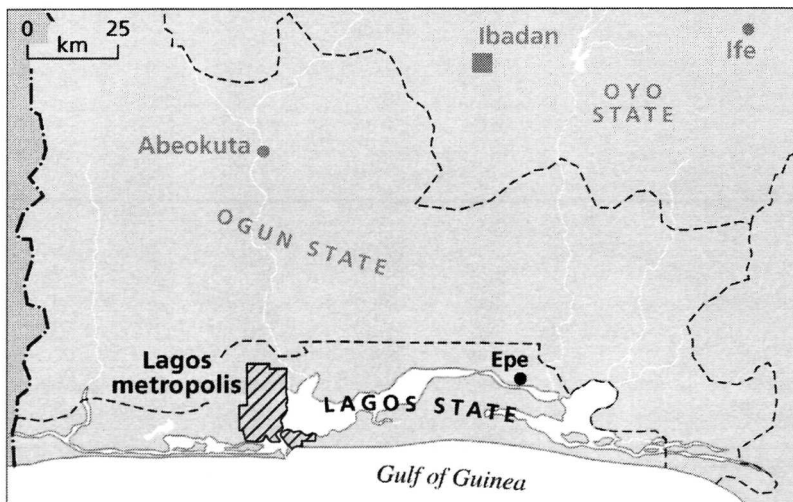 0 25
km
Ibadan
Ife
OYO
STATE
Abeokuta
OGUN STATE
Lagos
metropolis
Epe
LAGOS STATE
Gulf of Guinea